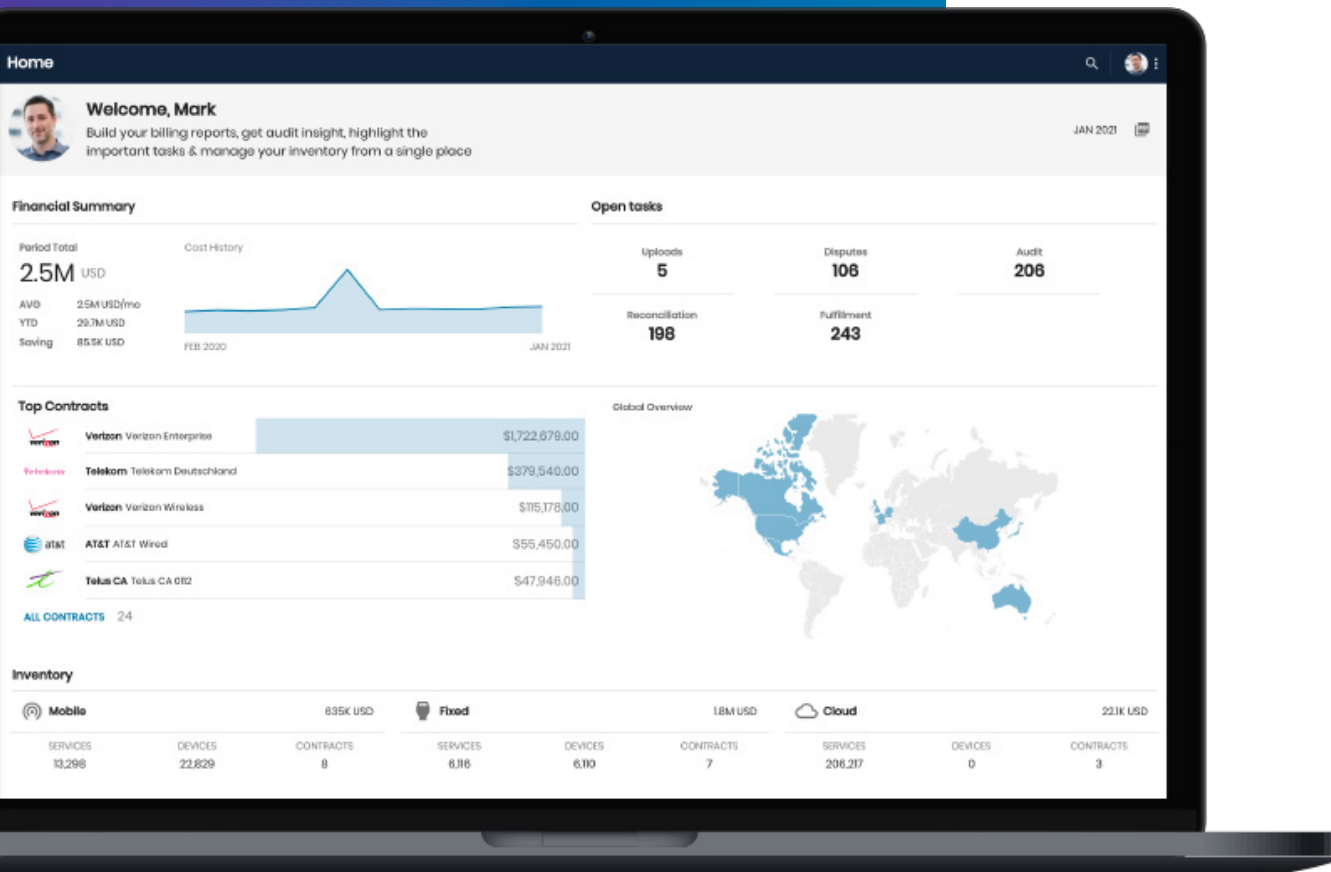 Home
Welcome, Mark
Build your billing reports, get audit insight, highlight the
important tasks & manage your inventory from a single place
JAN 2021
Financial Summary
Period Total
2.5M USD
AVG 2.5M USD/mo
YTD 29.7M USD
Saving 85.5K USD
Cost History
FEB 2020 JAN 2021
Open tasks
Uploads Disputes Audit
5 106 206
Reconciliation Fulfillment
198 243
Top Contracts
verizon Verizon Verizon Enterprise $1,722,679.00
Telekom Telekom Telekom Deutschland $379,540.00
verizon Verizon Verizon Wireless $115,178.00
at&t AT&T AT&T Wired $55,450.00
Telus CA Telus CA 0112 $47,946.00
ALL CONTRACTS 24
Global Overview
Inventory
Mobile 635K USD Fixed 1.8M USD Cloud 22.1K USD
SERVICES DEVICES CONTRACTS SERVICES DEVICES CONTRACTS SERVICES DEVICES CONTRACTS
13,298 22,829 8 6,116 6,110 7 206,217 0 3